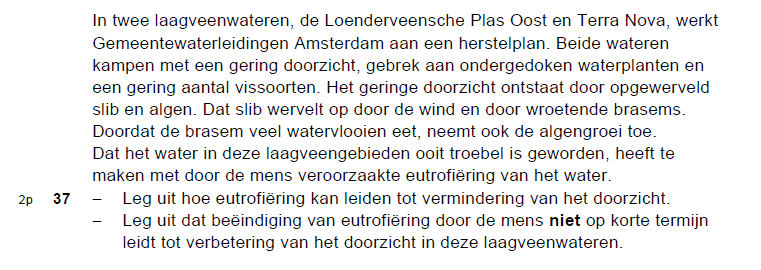 In twee laagveenwateren, de Loenderveensche Plas Oost en Terra Nova, werkt
Gemeentewaterleidingen Amsterdam aan een herstelplan. Beide wateren
kampen met een gering doorzicht, gebrek aan ondergedoken waterplanten en
een gering aantal vissoorten. Het geringe doorzicht ontstaat door opgewerveld
slib en algen. Dat slib wervelt op door de wind en door wroetende brasems.
Doordat de brasem veel watervlooien eet, neemt ook de algengroei toe.
Dat het water in deze laagveengebieden ooit troebel is geworden, heeft te
maken met door de mens veroorzaakte eutrofiëring van het water.
2p 37 – Leg uit hoe eutrofiëring kan leiden tot vermindering van het doorzicht.
– Leg uit dat beëindiging van eutrofiëring door de mens niet op korte termijn
leidt tot verbetering van het doorzicht in deze laagveenwateren.